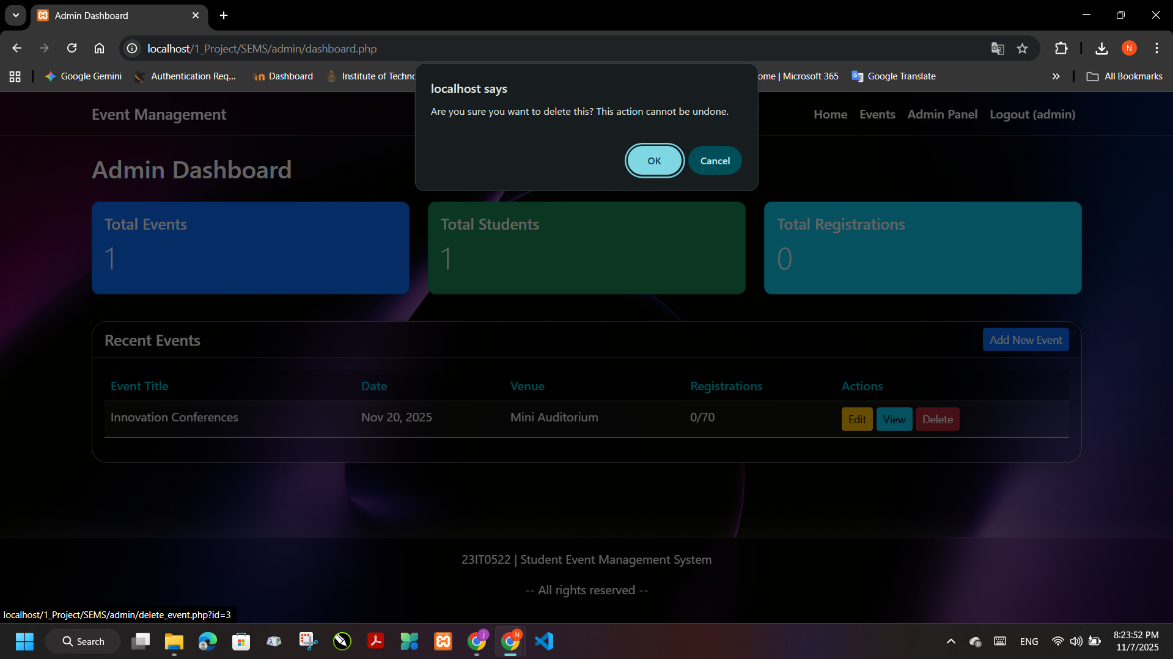 Admin Dashboard
localhost/1_Project/SEMS/admin/dashboard.php
N
Google Gemini
Authentication Req...
Dashboard
Institute of Techno
ome | Microsoft 365
Google Translate
All Bookmarks
localhost says
Are you sure you want to delete this? This action cannot be undone.
OK
Cancel
Event Management
Home
Events
Admin Panel
Logout (admin)
Admin Dashboard
Total Events
1
Total Students
1
Total Registrations
0
Recent Events
Add New Event
Event Title
Date
Venue
Registrations
Actions
Innovation Conferences
Nov 20, 2025
Mini Auditorium
0/70
Edit
View
Delete
23IT0522 | Student Event Management System
-- All rights reserved --
localhost/1_Project/SEMS/admin/delete_event.php?id=3
Search
ENG
8:23:52 PM
11/7/2025